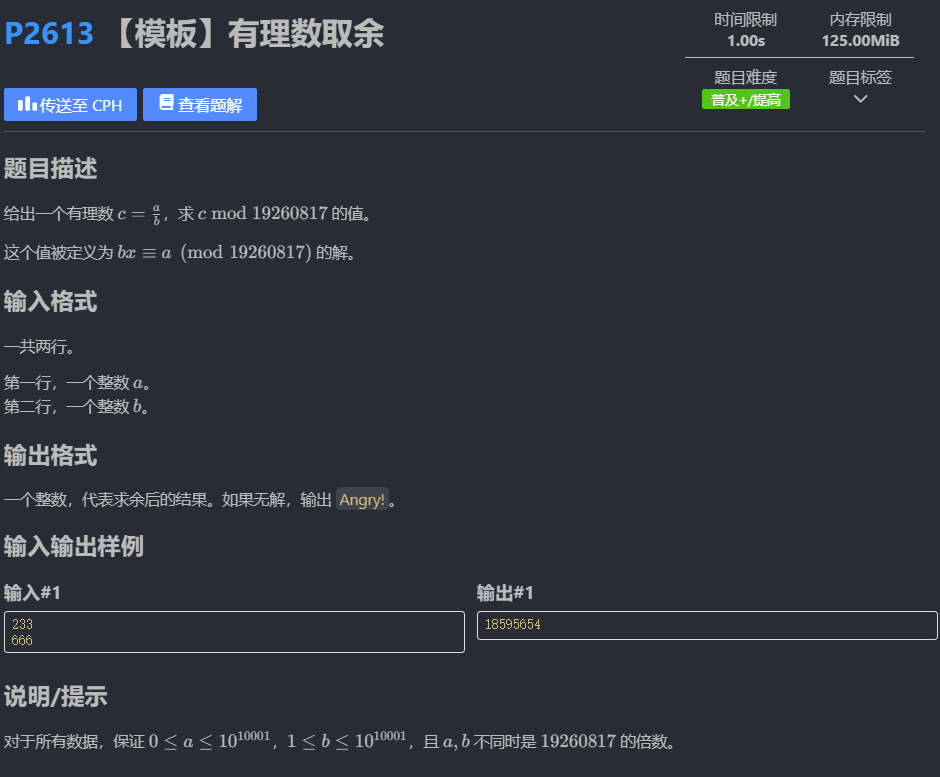 P2613 【模板】有理数取余
时间限制 内存限制
1.00s 125.00MiB
题目难度 题目标签
普及+/提高
传送至 CPH 查看题解
题目描述
给出一个有理数 c = a/b，求 c mod 19260817 的值。
这个值被定义为 bx ≡ a (mod 19260817) 的解。
输入格式
一共两行。
第一行，一个整数 a。
第二行，一个整数 b。
输出格式
一个整数，代表求余后的结果。如果无解，输出 Angry!。
输入输出样例
输入#1
233
666
输出#1
18595654
说明/提示
对于所有数据，保证 0 ≤ a ≤ 10^10001，1 ≤ b ≤ 10^10001，且 a, b 不同时是 19260817 的倍数。